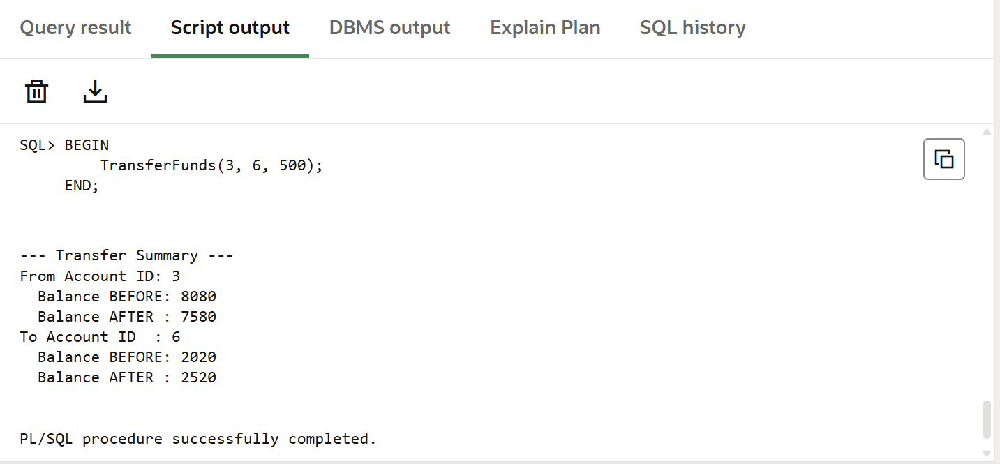 Query result Script output DBMS output Explain Plan SQL history
SQL> BEGIN
         TransferFunds(3, 6, 500);
     END;
--- Transfer Summary ---
From Account ID: 3
  Balance BEFORE: 8080
  Balance AFTER : 7580
To Account ID  : 6
  Balance BEFORE: 2020
  Balance AFTER : 2520
PL/SQL procedure successfully completed.